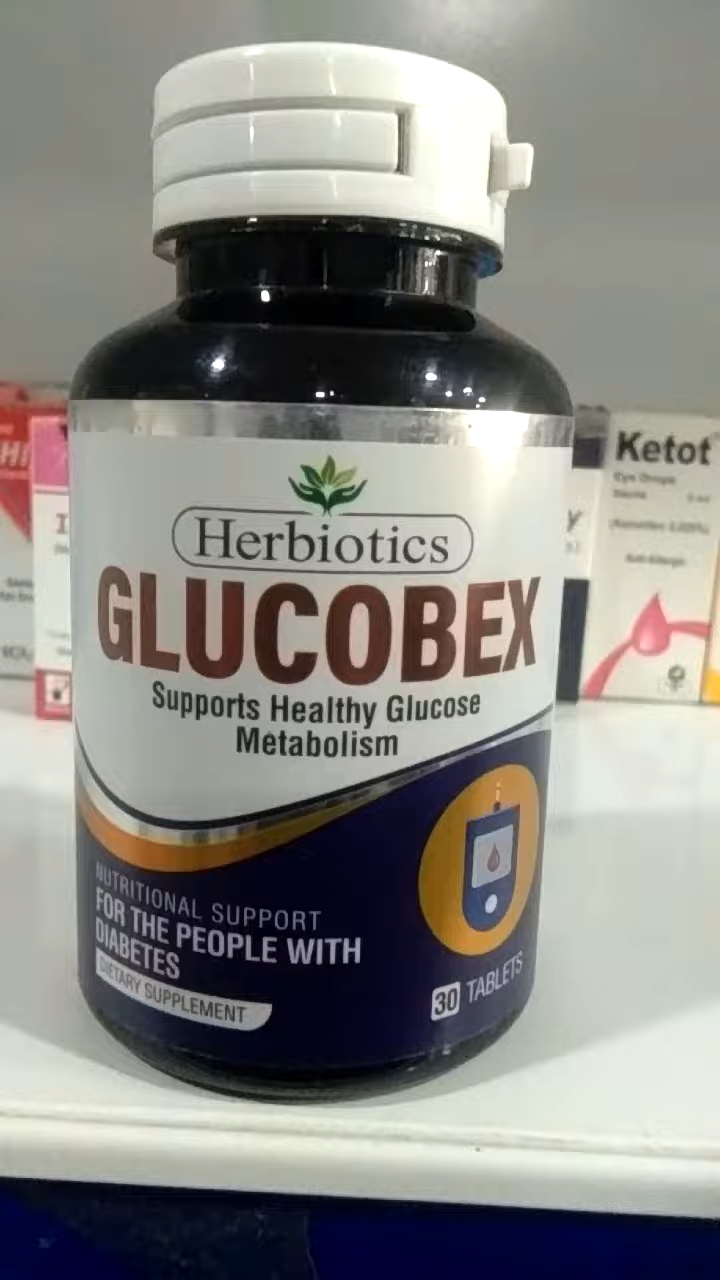 Herbiotics
GLUCOBEX
Supports Healthy Glucose
Metabolism
NUTRITIONAL SUPPORT
FOR THE PEOPLE WITH
DIABETES
DIETARY SUPPLEMENT
30 TABLETS
Ketot
Eye Drops